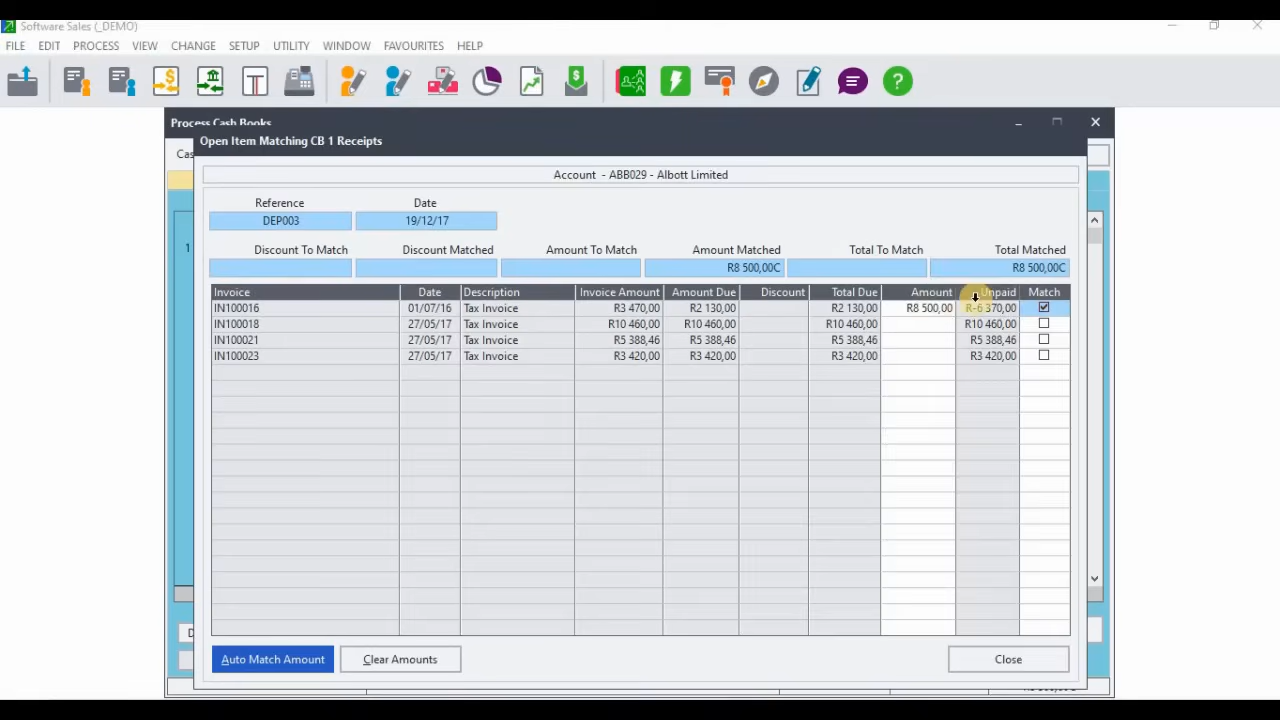 Software Sales (_DEMO)
FILE EDIT PROCESS VIEW CHANGE SETUP UTILITY WINDOW FAVOURITES HELP
Process Cash Books
Open Item Matching CB 1 Receipts
Cas
Account - ABB029 - Albott Limited
Reference Date
DEP003 19/12/17
Discount To Match Discount Matched Amount To Match Amount Matched Total To Match Total Matched
R8 500,00C R8 500,00C
Invoice Date Description Invoice Amount Amount Due Discount Total Due Amount Unpaid Match
IN100016 01/07/16 Tax Invoice R3 470,00 R2 130,00 R2 130,00 R8 500,00 R-6 370,00
IN100018 27/05/17 Tax Invoice R10 460,00 R10 460,00 R10 460,00 R10 460,00
IN100021 27/05/17 Tax Invoice R5 388,46 R5 388,46 R5 388,46 R5 388,46
IN100023 27/05/17 Tax Invoice R3 420,00 R3 420,00 R3 420,00 R3 420,00
1
D
Auto Match Amount Clear Amounts Close